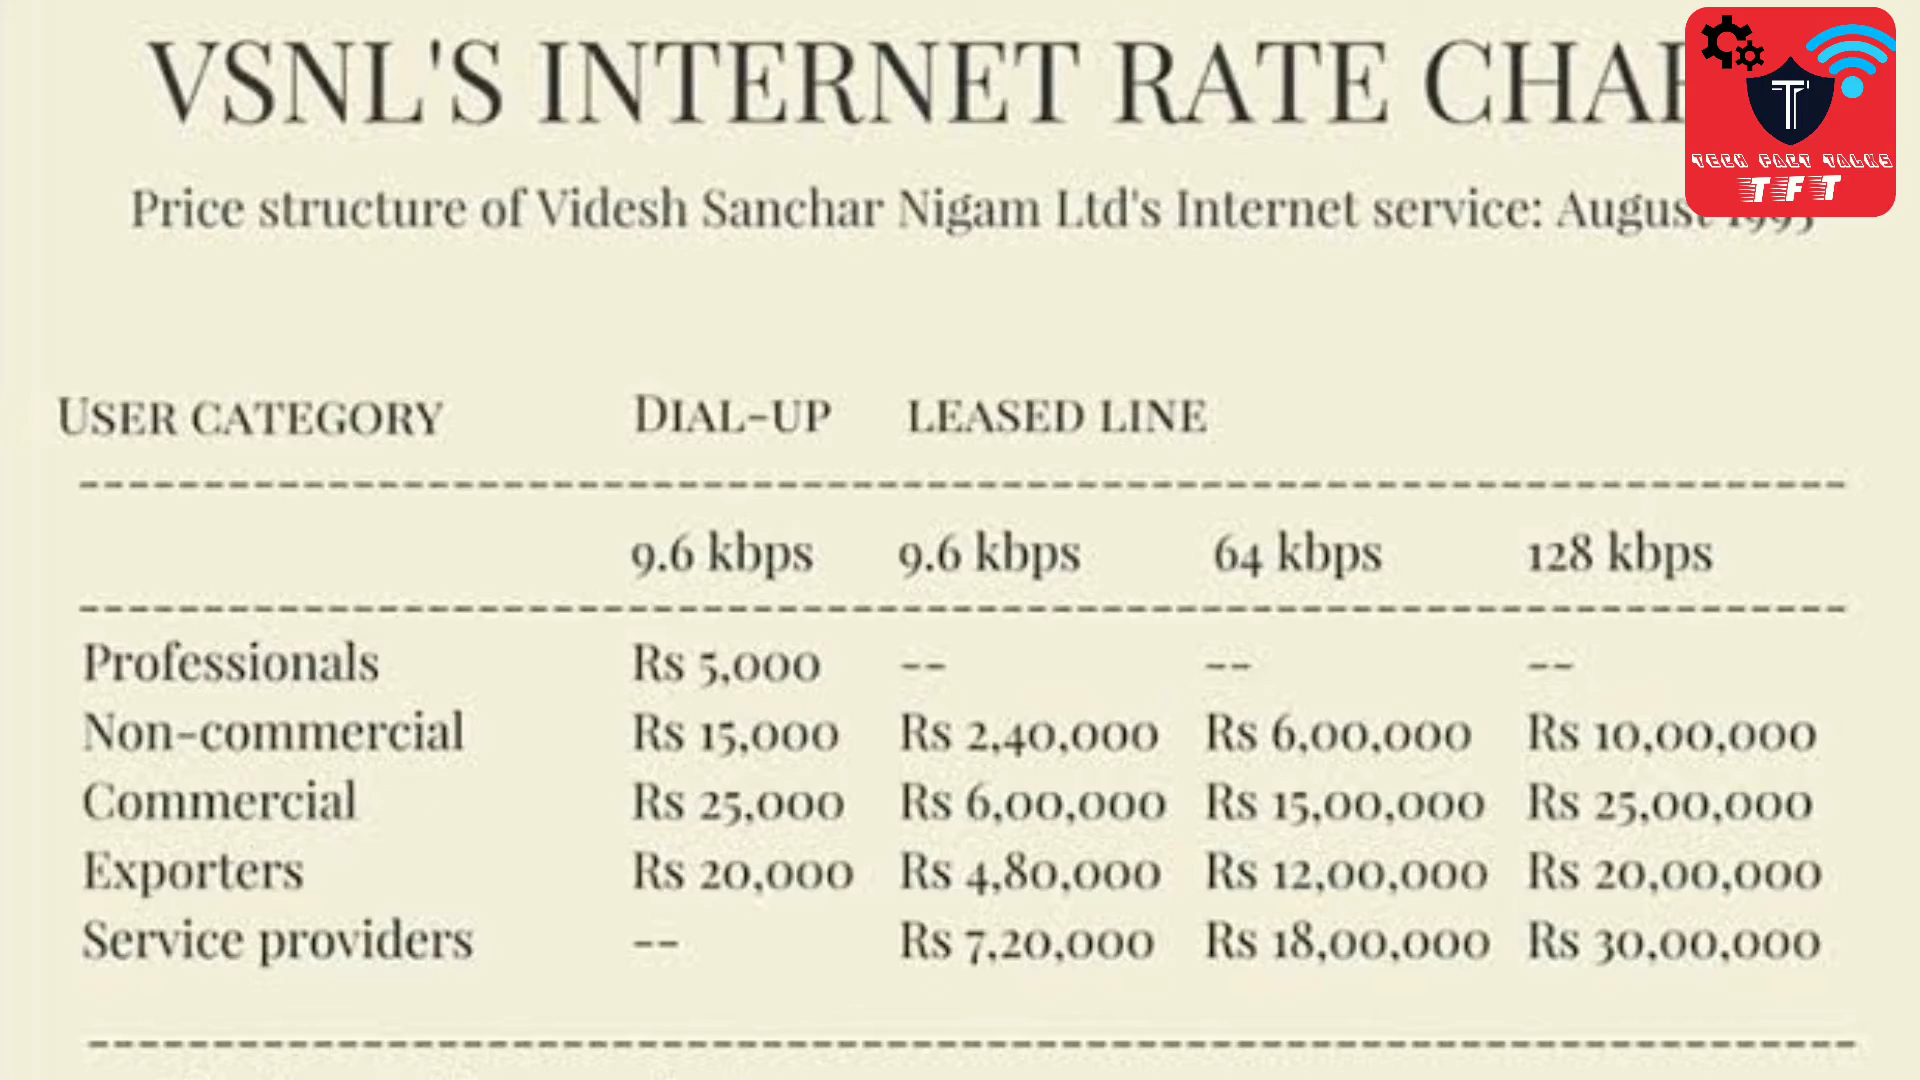 VSNL'S INTERNET RATE
TECH FACT TALKS
TFT
Price structure of Videsh Sanchar Nigam Ltd's Internet service: August 1995
USER CATEGORY DIAL-UP LEASED LINE
9.6 kbps 9.6 kbps 64 kbps 128 kbps
Professionals Rs 5,000 -- -- --
Non-commercial Rs 15,000 Rs 2,40,000 Rs 6,00,000 Rs 10,00,000
Commercial Rs 25,000 Rs 6,00,000 Rs 15,00,000 Rs 25,00,000
Exporters Rs 20,000 Rs 4,80,000 Rs 12,00,000 Rs 20,00,000
Service providers -- Rs 7,20,000 Rs 18,00,000 Rs 30,00,000